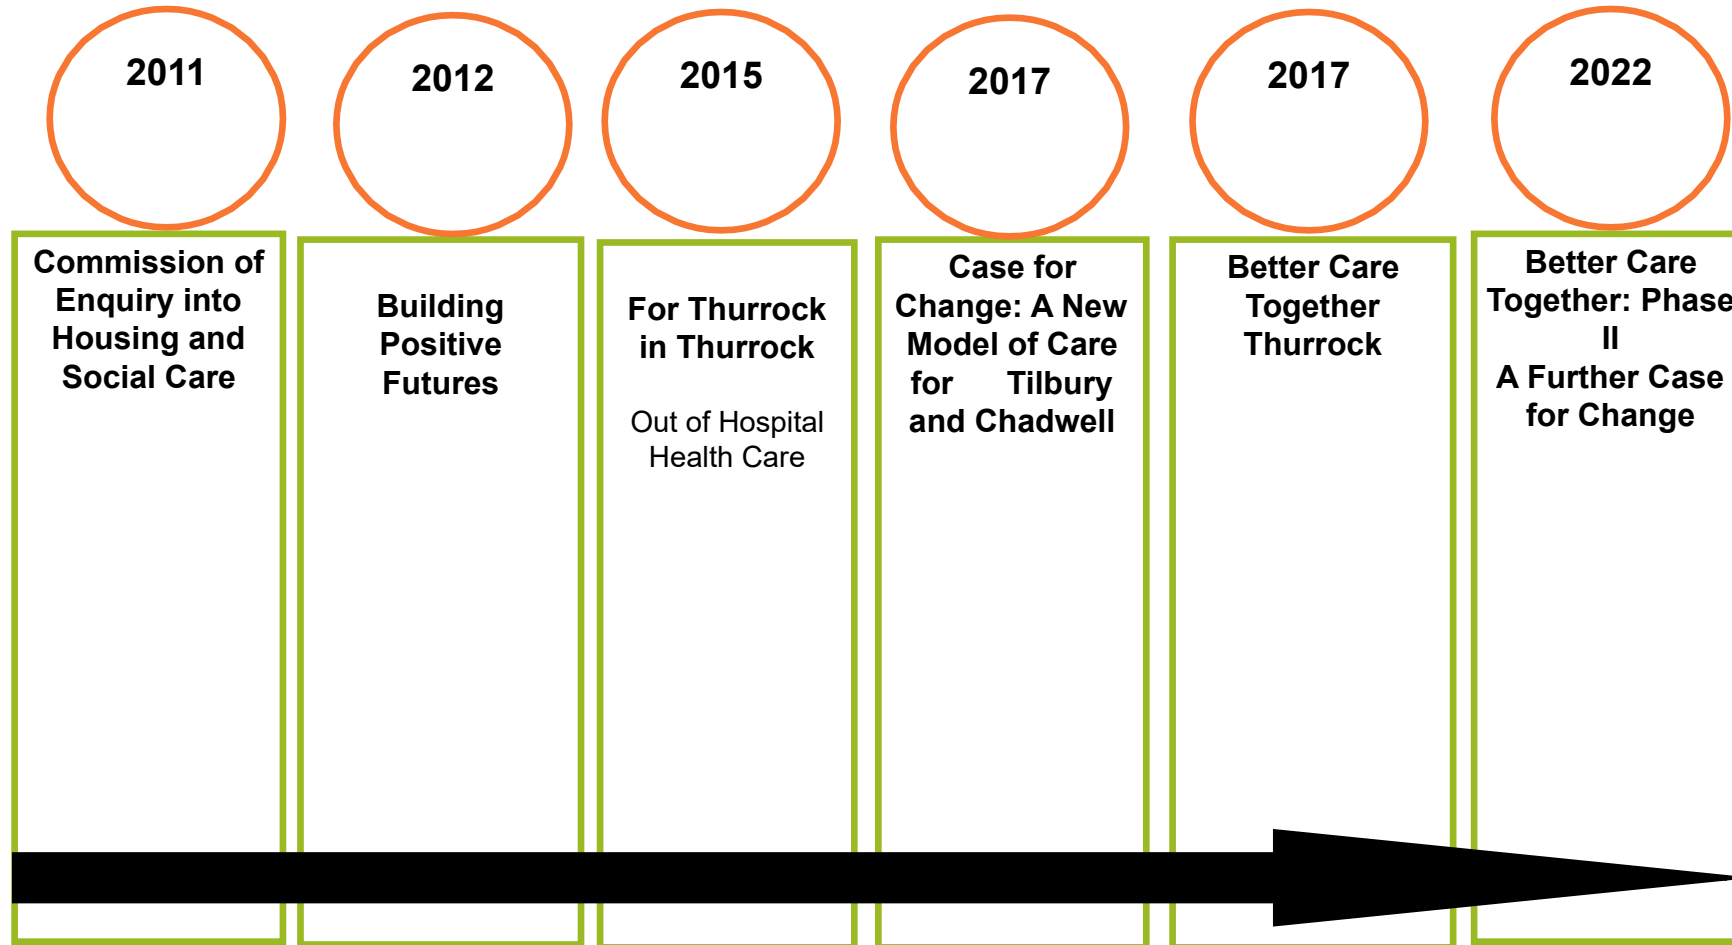 2011
Commission of
Enquiry into
Housing and
Social Care
2012
Building
Positive
Futures
2015
For Thurrock
in Thurrock
Out of Hospital
Health Care
2017
Case for
Change: A New
Model of Care
for Tilbury
and Chadwell
2017
Better Care
Together
Thurrock
2022
Better Care
Together: Phase
II
A Further Case
for Change